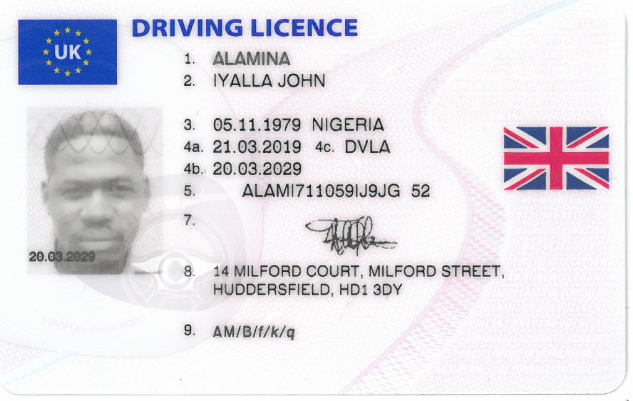 UK
DRIVING LICENCE
1. ALAMINA
2. IYALLA JOHN
3. 05.11.1979 NIGERIA
4a. 21.03.2019 4c. DVLA
4b. 20.03.2029
5. ALAMI711059IJ9JG 52
7.
20.03.2029
8. 14 MILFORD COURT, MILFORD STREET,
HUDDERSFIELD, HD1 3DY
9. AM/B/f/k/q